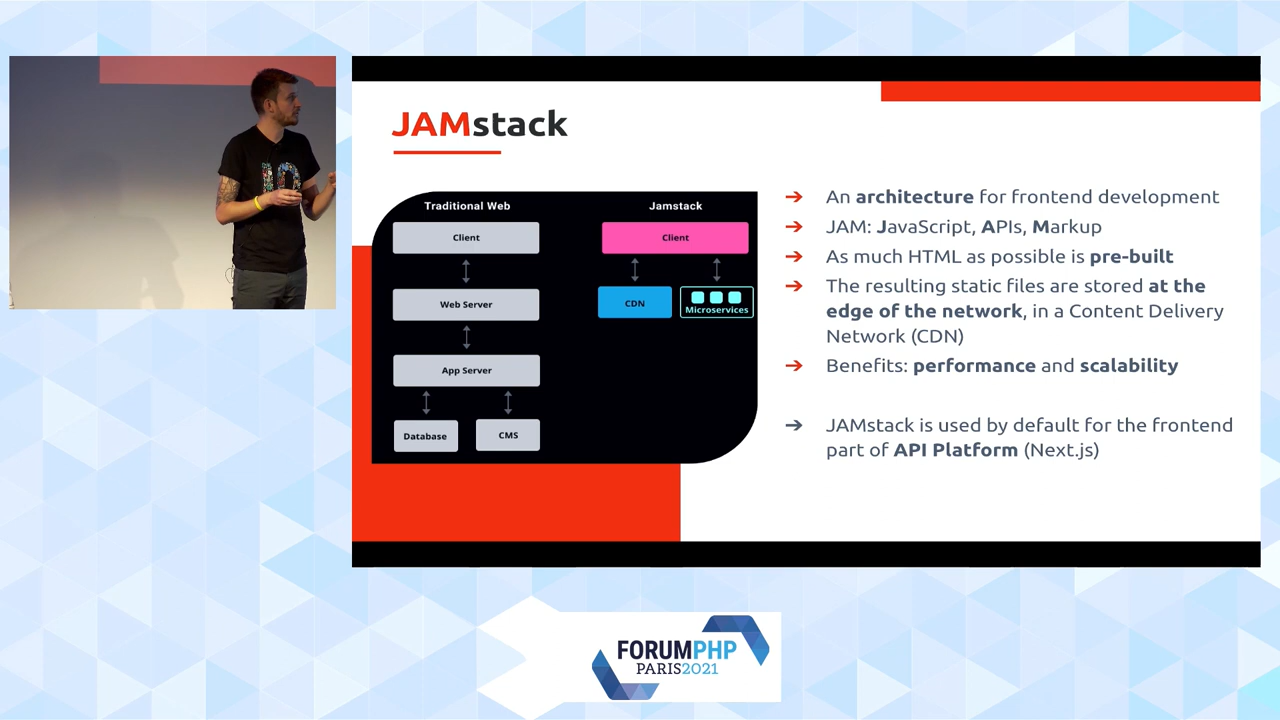 JAMstack
Traditional Web
Client
Web Server
App Server
Database
CMS
Jamstack
Client
CDN
Microservices
➔ An architecture for frontend development
➔ JAM: JavaScript, APIs, Markup
➔ As much HTML as possible is pre-built
➔ The resulting static files are stored at the
edge of the network, in a Content Delivery
Network (CDN)
➔ Benefits: performance and scalability
➔ JAMstack is used by default for the frontend
part of API Platform (Next.js)
FORUMPHP
PARIS2021